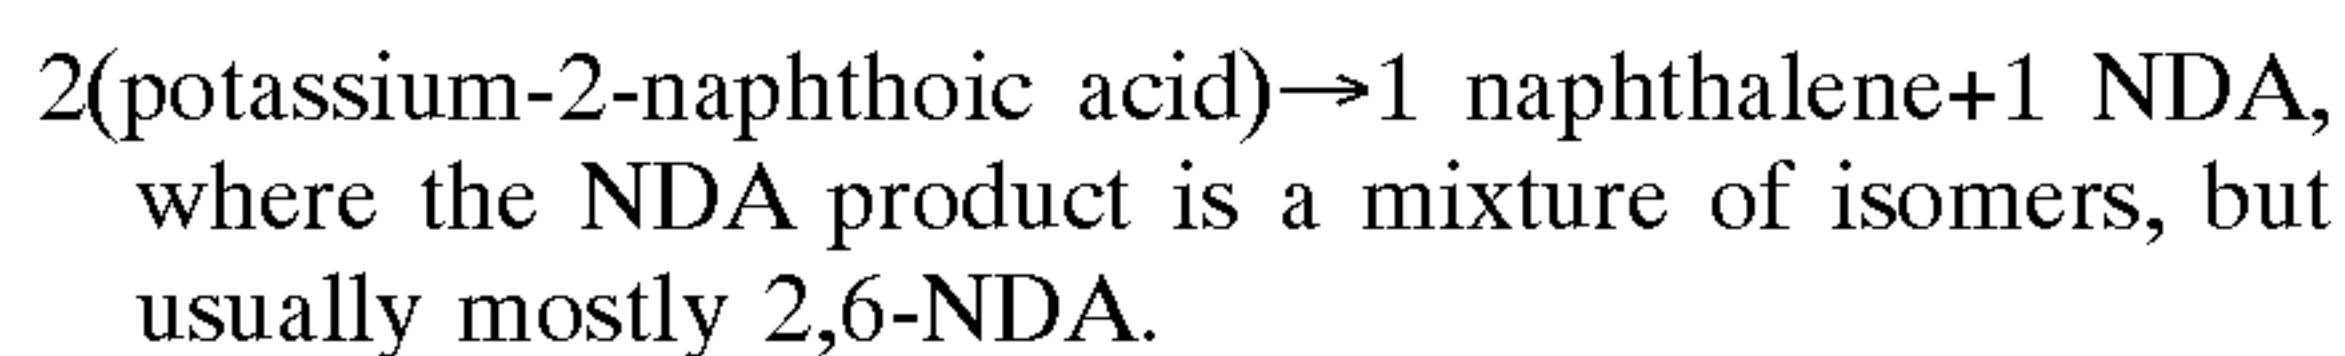 2(potassium-2-naphthoic acid)→1 naphthalene+1 NDA,
where the NDA product is a mixture of isomers, but
usually mostly 2,6-NDA.